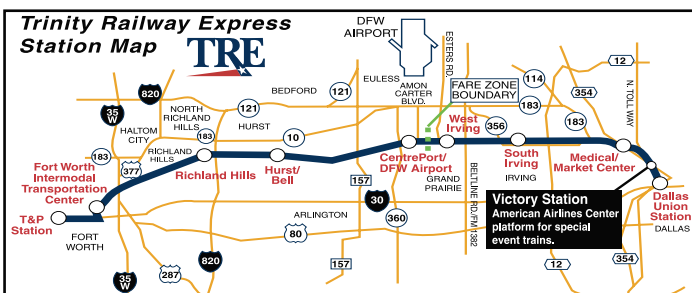 Trinity Railway Express
Station Map
TRE
DFW
AIRPORT
ESTERS RD.
12
N. TOLL WAY
820
35
W
NORTH
RICHLAND
HILLS
121
BEDFORD
121
EULESS
AMON
CARTER
BLVD.
FARE ZONE
BOUNDARY
114
354
183
HALTOM
CITY
183
HURST
10
West
Irving
356
183
183
377
RICHLAND
HILLS
Fort Worth
Intermodal
Transportation
Center
Richland Hills
Hurst/
Bell
CentrePort/
DFW Airport
GRAND
PRAIRIE
BELTLINE RD/FM1382
South
Irving
IRVING
Medical/
Market Center
T&P
Station
FORT
WORTH
157
30
ARLINGTON
360
80
Victory Station
American Airlines Center
platform for special
event trains.
Dallas
Union
Station
DALLAS
35
W
287
820
157
12
354